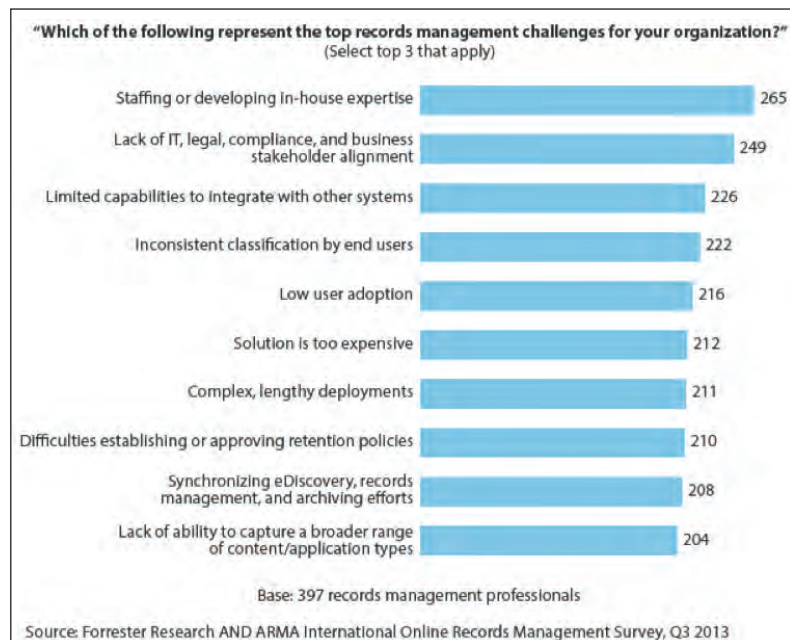 “Which of the following represent the top records management challenges for your organization?”
(Select top 3 that apply)
Staffing or developing in-house expertise 265
Lack of IT, legal, compliance, and business
stakeholder alignment 249
Limited capabilities to integrate with other systems 226
Inconsistent classification by end users 222
Low user adoption 216
Solution is too expensive 212
Complex, lengthy deployments 211
Difficulties establishing or approving retention policies 210
Synchronizing eDiscovery, records
management, and archiving efforts 208
Lack of ability to capture a broader range
of content/application types 204
Base: 397 records management professionals
Source: Forrester Research AND ARMA International Online Records Management Survey, Q3 2013